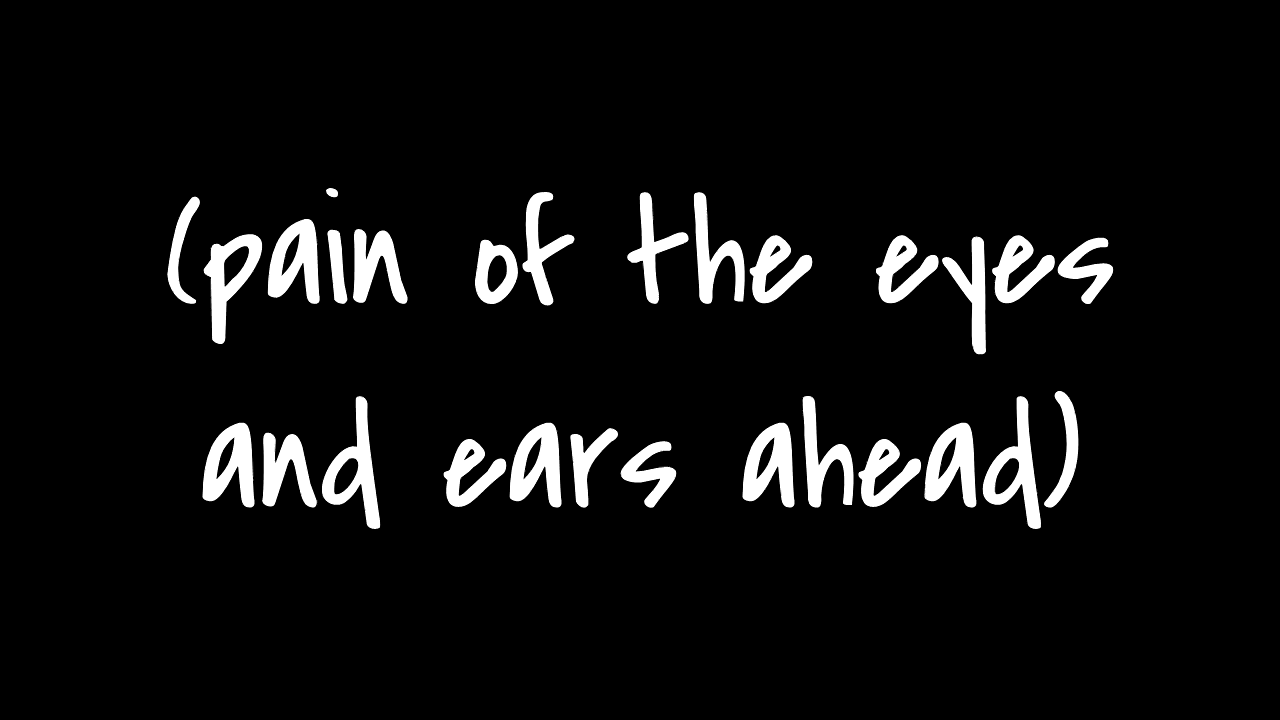 (pain of the eyes
and ears ahead)